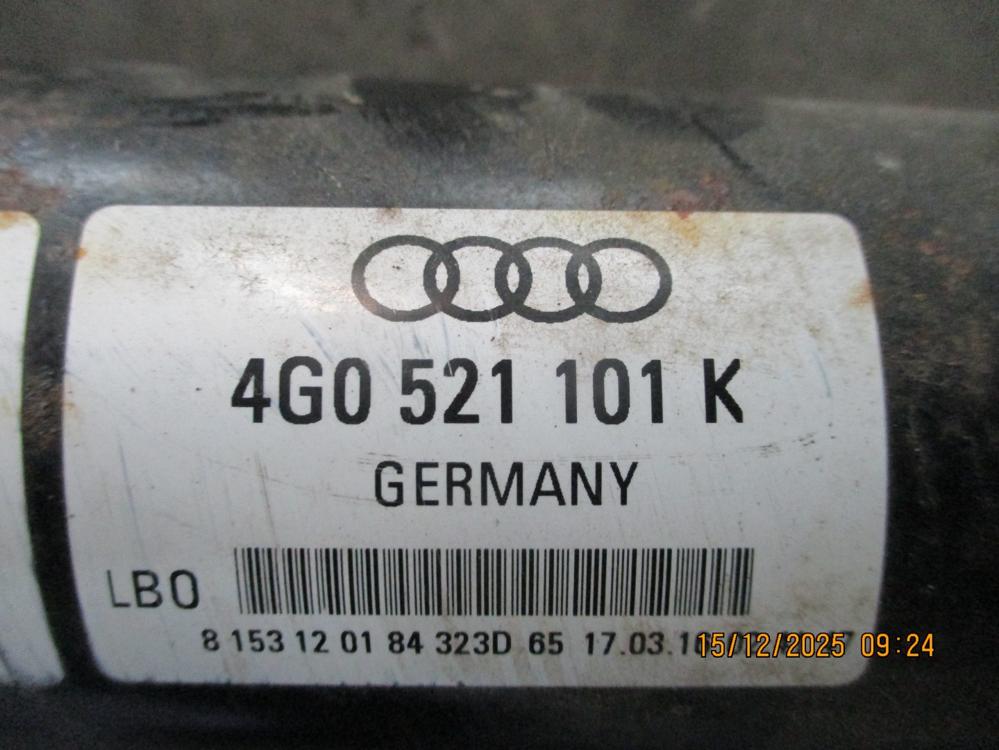 4G0 521 101 K
GERMANY
LBO
8 153 12 01 84 323D 65 17.03.1
15/12/2025 09:24